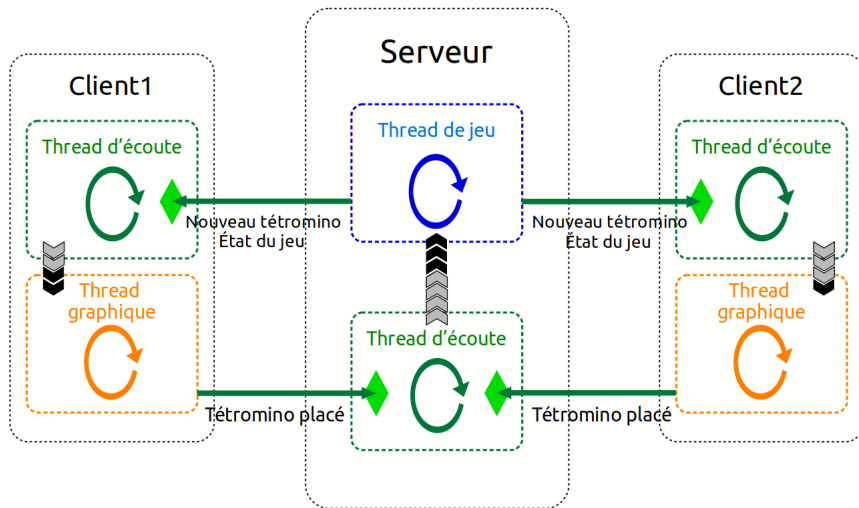 Serveur
Client1
Client2
Thread d'écoute
Thread de jeu
Thread d'écoute
Nouveau tétromino
État du jeu
Nouveau tétromino
État du jeu
Thread
graphique
Thread d'écoute
Thread
graphique
Tétromino placé
Tétromino placé